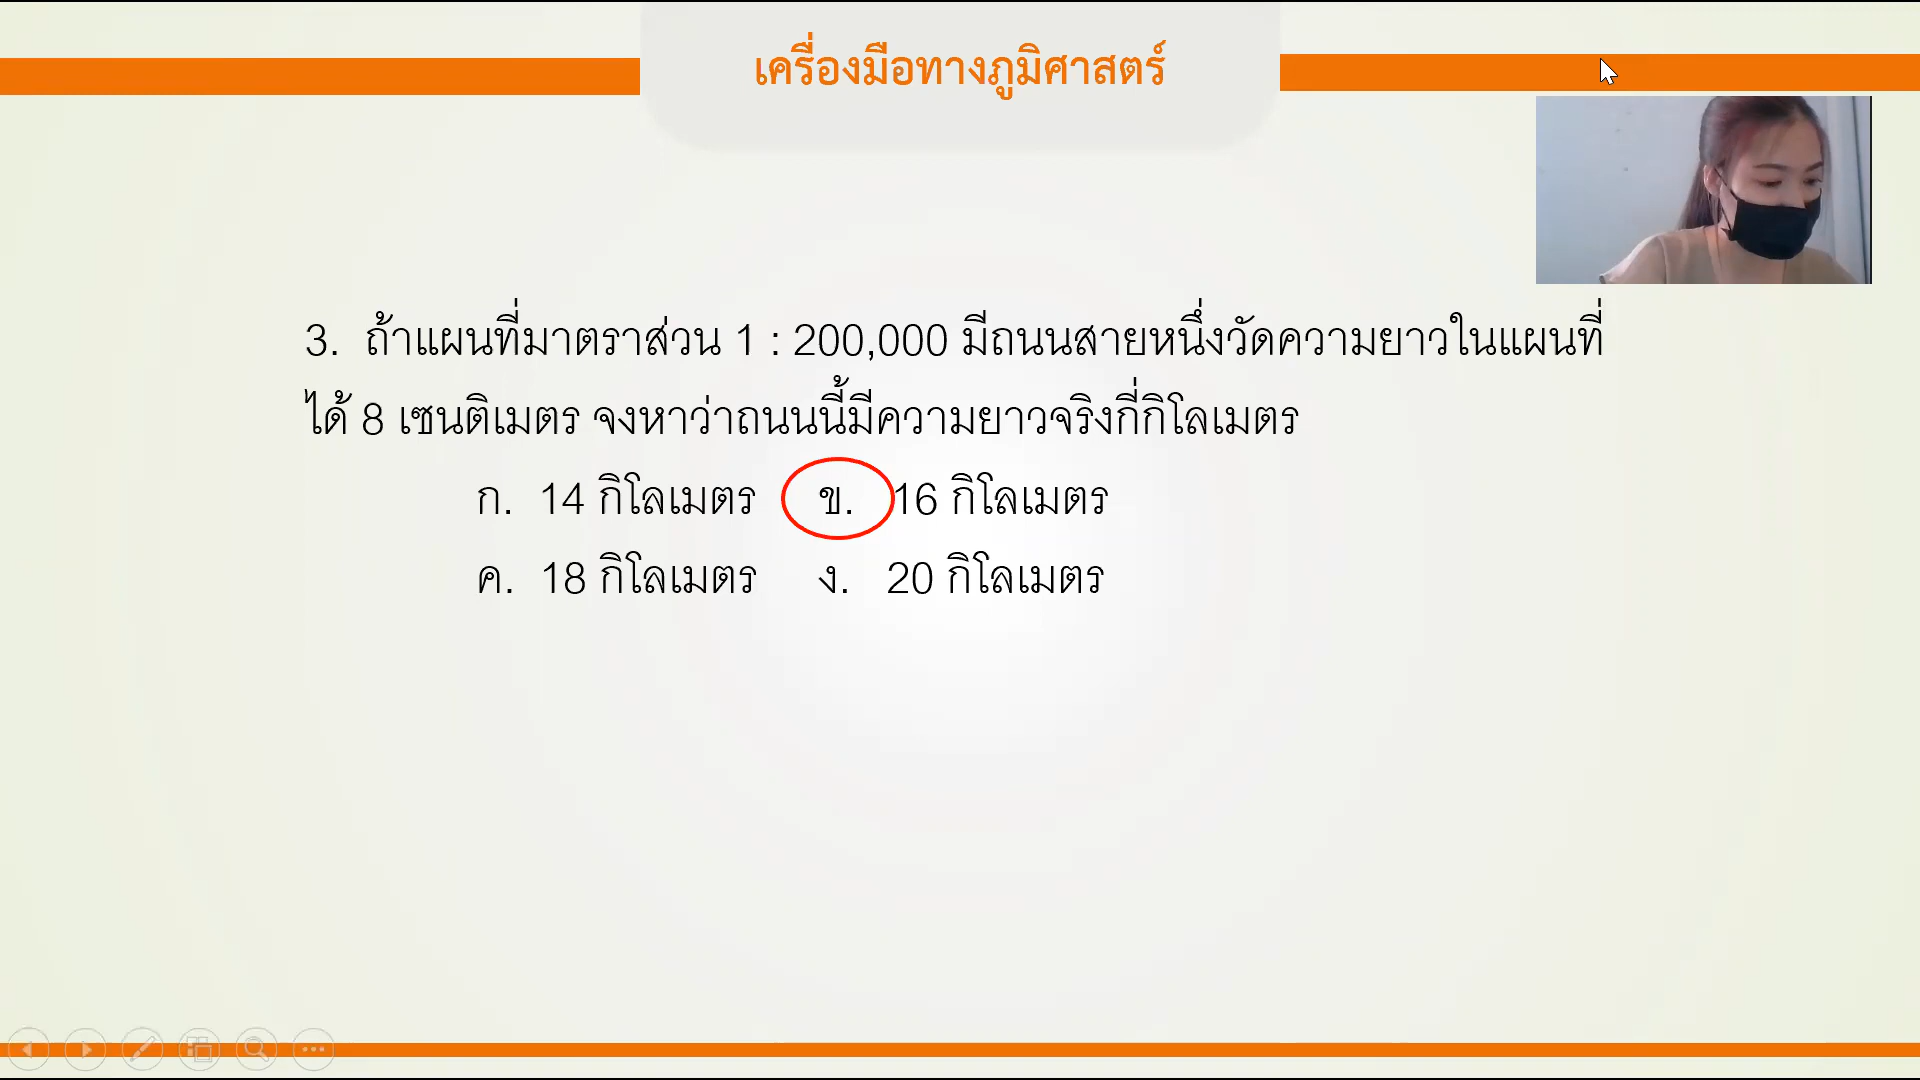 เครื่องมือทางภูมิศาสตร์
3. ถ้าแผนที่มาตราส่วน 1 : 200,000 มีถนนสายหนึ่งวัดความยาวในแผนที่
ได้ 8 เซนติเมตร จงหาว่าถนนนี้มีความยาวจริงกี่กิโลเมตร
ก. 14 กิโลเมตร ข. 16 กิโลเมตร
ค. 18 กิโลเมตร ง. 20 กิโลเมตร